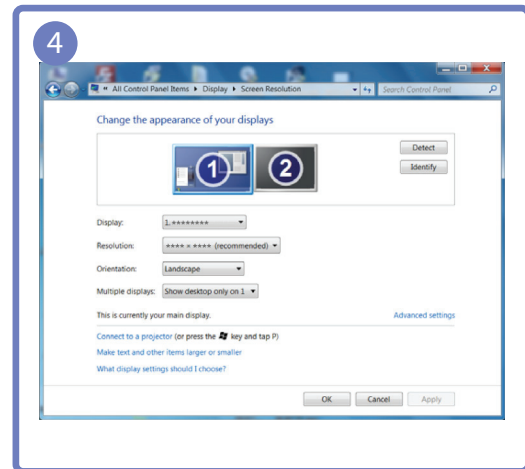 4
All Control Panel Items ▸ Display ▸ Screen Resolution
Search Control Panel
Change the appearance of your displays
1
2
Detect
Identify
Display: 1. ********
Resolution: **** × **** (recommended)
Orientation: Landscape
Multiple displays: Show desktop only on 1
This is currently your main display.
Advanced settings
Connect to a projector (or press the key and tap P)
Make text and other items larger or smaller
What display settings should I choose?
OK
Cancel
Apply